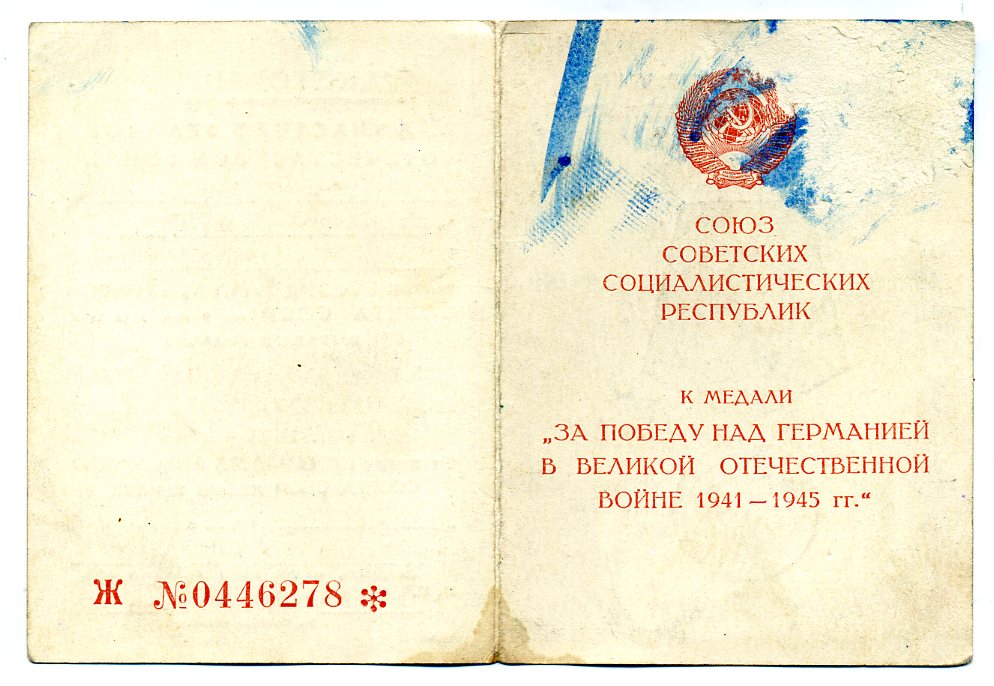 Ж №0446278 *
СОЮЗ
СОВЕТСКИХ
СОЦИАЛИСТИЧЕСКИХ
РЕСПУБЛИК
К МЕДАЛИ
„ЗА ПОБЕДУ НАД ГЕРМАНИЕЙ
В ВЕЛИКОЙ ОТЕЧЕСТВЕННОЙ
ВОЙНЕ 1941—1945 гг.“